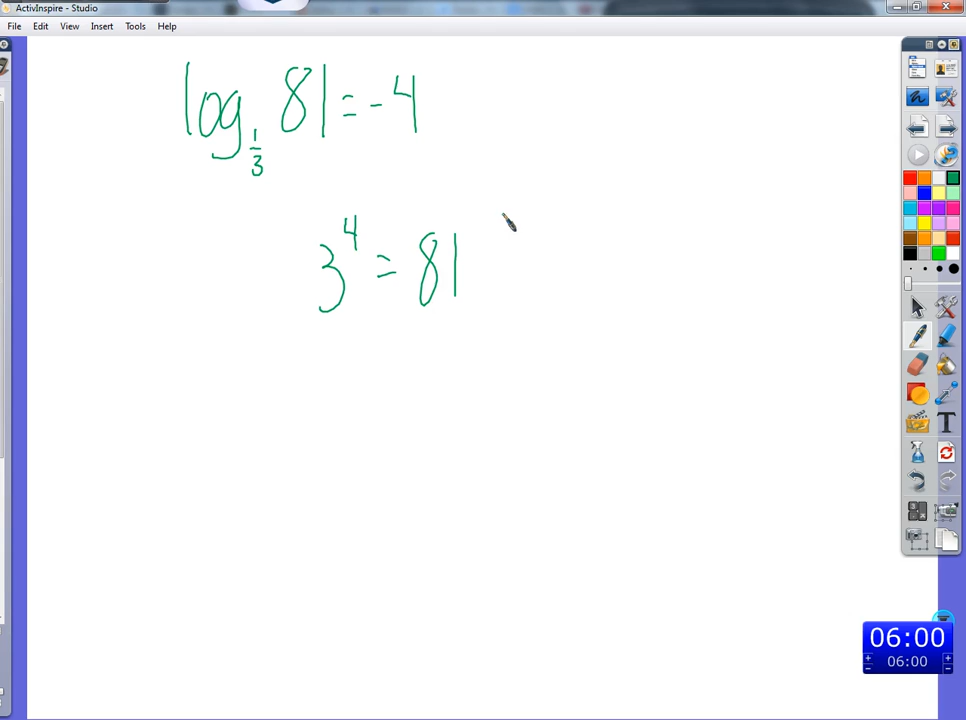 ActivInspire - Studio
File Edit View Insert Tools Help
log_{1/3} 81 = -4
3^4 = 81
T
06:00
06:00